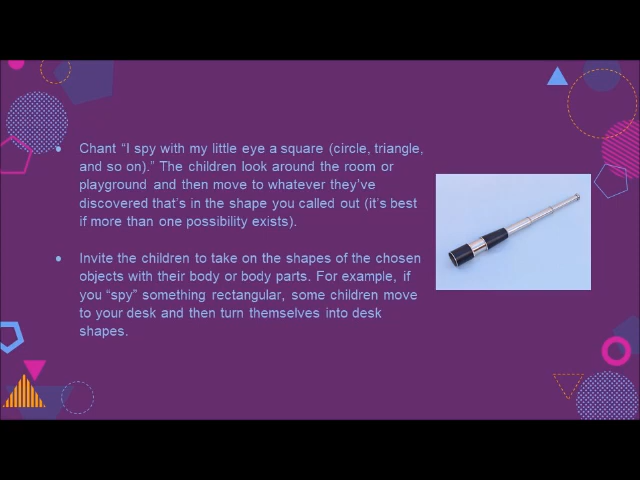 ● Chant “I spy with my little eye a square (circle, triangle,
and so on).” The children look around the room or
playground and then move to whatever they’ve
discovered that’s in the shape you called out (it’s best
if more than one possibility exists).
● Invite the children to take on the shapes of the chosen
objects with their body or body parts. For example, if
you “spy” something rectangular, some children move
to your desk and then turn themselves into desk
shapes.